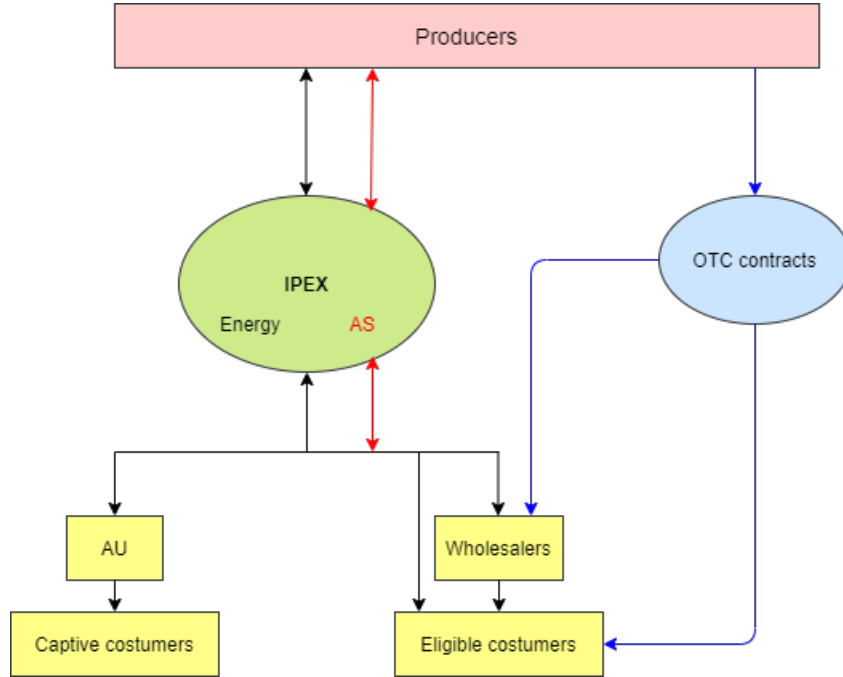 Producers
IPEX
Energy
AS
OTC contracts
AU
Wholesalers
Captive costumers
Eligible costumers